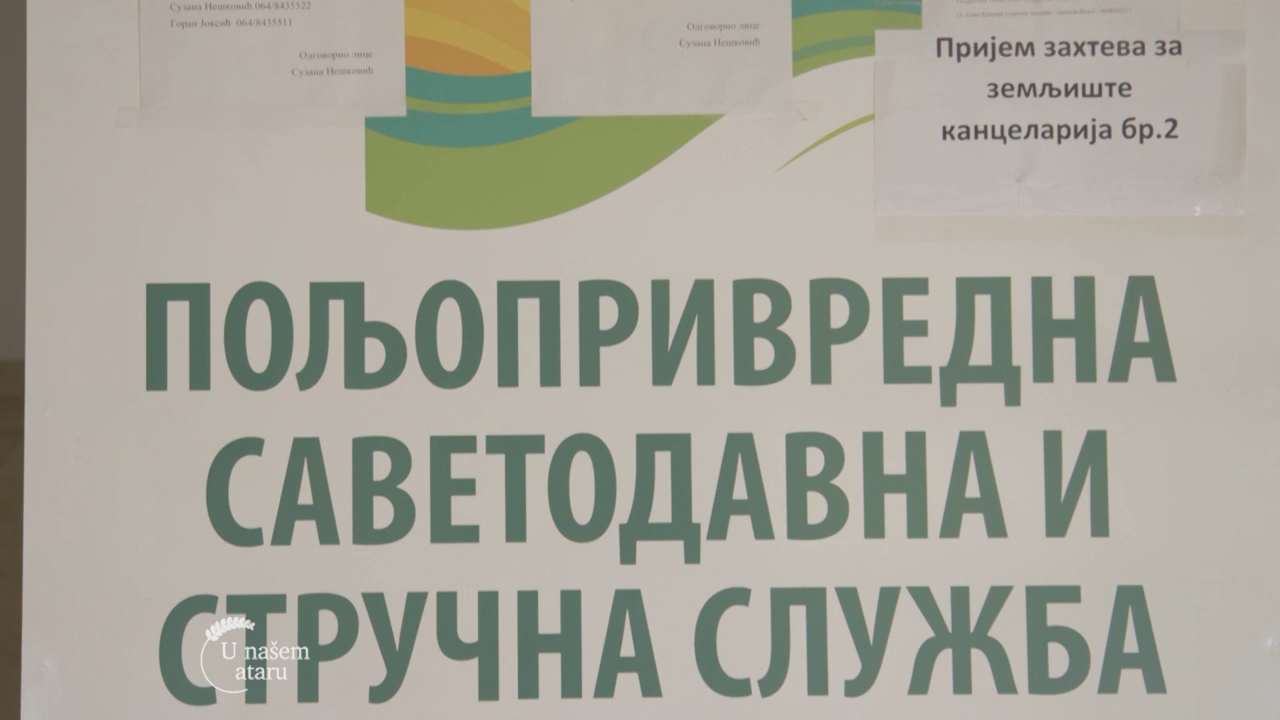 Сузана Нешковић 064/8435522
Горан Јоксић 064/8435511
Одговорно лице
Сузана Нешковић
Одговорно лице
Сузана Нешковић
Пријем захтева за
земљиште
канцеларија бр.2
ПОЉОПРИВРЕДНА
САВЕТОДАВНА И
СТРУЧНА СЛУЖБА
U našem
ataru